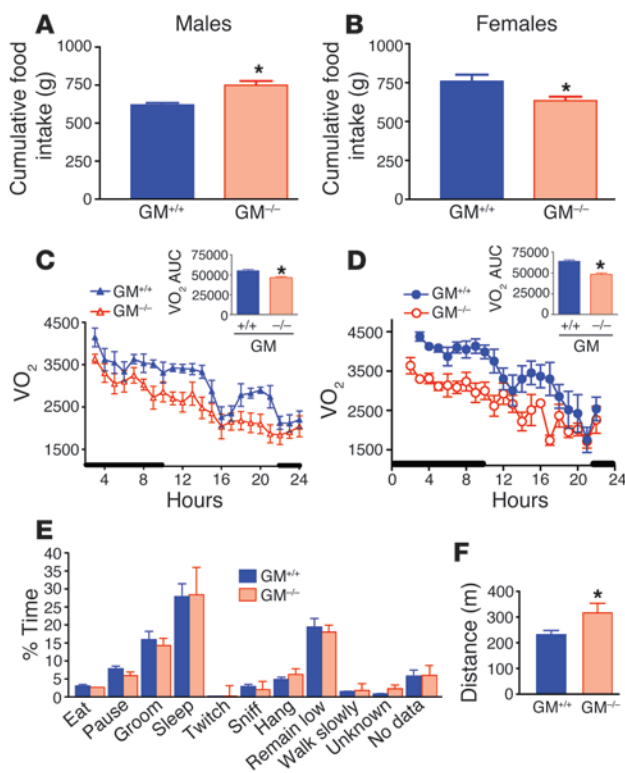 A
Males
Cumulative food
intake (g)
1000
750
500
250
0
*
GM+/+
GM−/−
B
Females
Cumulative food
intake (g)
1000
750
500
250
0
*
GM+/+
GM−/−
C
GM+/+
GM−/−
VO2 AUC
75000
50000
25000
0
*
+/+
−/−
GM
VO2
4500
3500
2500
1500
4
8
12
16
20
24
Hours
D
GM+/+
GM−/−
VO2 AUC
75000
50000
25000
0
*
+/+
−/−
GM
VO2
4500
3500
2500
1500
0
4
8
12
16
20
24
Hours
E
GM+/+
GM−/−
% Time
40
35
30
25
20
15
10
5
0
Eat
Pause
Groom
Sleep
Twitch
Sniff
Hang
Remain low
Walk slowly
Unknown
No data
F
Distance (m)
400
300
200
100
0
*
GM+/+
GM−/−